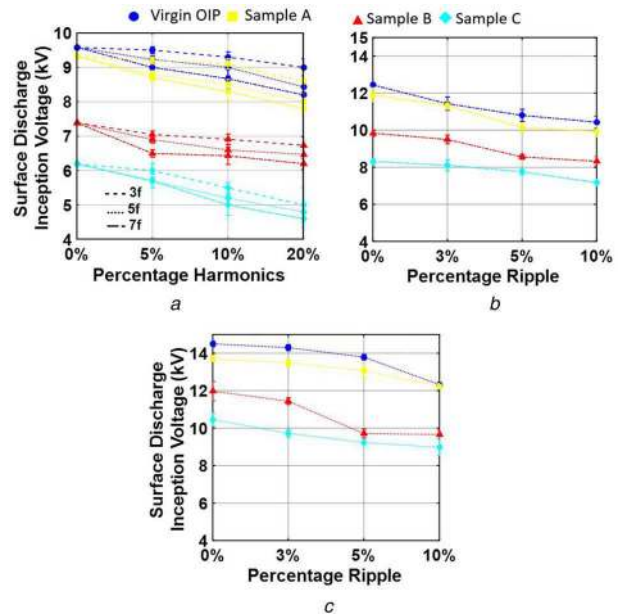 Virgin OIP
Sample A
Sample B
Sample C
Surface Discharge
Inception Voltage (kV)
10
9
8
7
6
5
4
3f
5f
7f
0%
5%
10%
20%
Percentage Harmonics
a
15
14
12
10
8
6
4
0%
3%
5%
10%
Percentage Ripple
b
Surface Discharge
Inception Voltage (kV)
14
12
10
8
6
4
0%
3%
5%
10%
Percentage Ripple
c